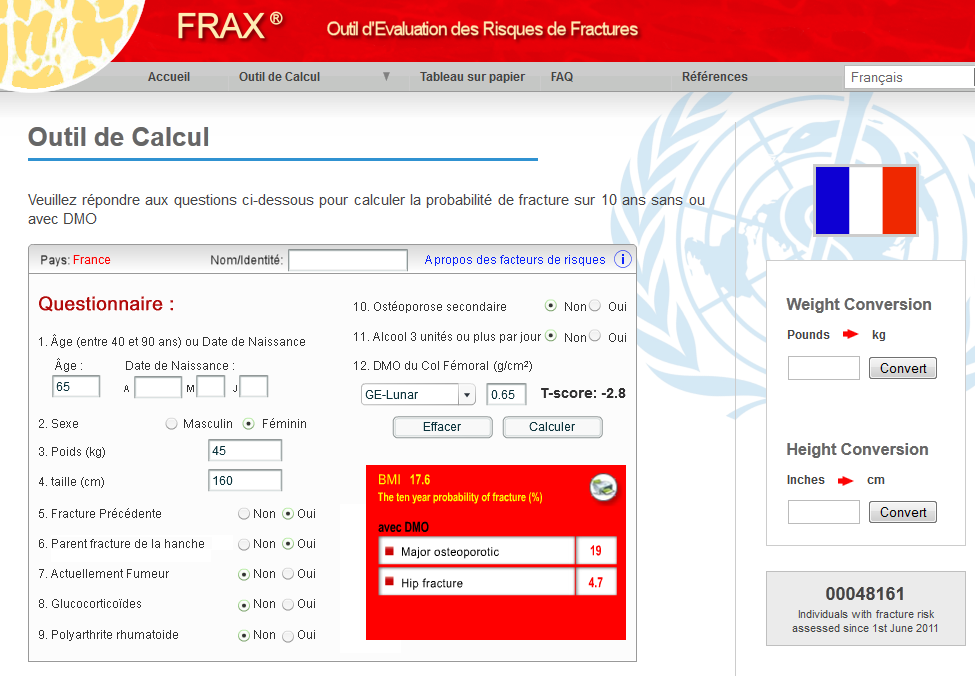 FRAX ®
Outil d'Evaluation des Risques de Fractures
Accueil Outil de Calcul ▼ Tableau sur papier FAQ Références Français
Outil de Calcul
Veuillez répondre aux questions ci-dessous pour calculer la probabilité de fracture sur 10 ans sans ou
avec DMO
Pays: France Nom/Identité: A propos des facteurs de risques i
Questionnaire :
1. Âge (entre 40 et 90 ans) ou Date de Naissance
Âge : Date de Naissance :
65 A M J
2. Sexe Masculin Féminin
3. Poids (kg) 45
4. taille (cm) 160
5. Fracture Précédente Non Oui
6. Parent fracture de la hanche Non Oui
7. Actuellement Fumeur Non Oui
8. Glucocorticoïdes Non Oui
9. Polyarthrite rhumatoide Non Oui
10. Ostéoporose secondaire Non Oui
11. Alcool 3 unités ou plus par jour Non Oui
12. DMO du Col Fémoral (g/cm²)
GE-Lunar 0.65 T-score: -2.8
Effacer Calculer
BMI 17.6
The ten year probability of fracture (%)
avec DMO
Major osteoporotic 19
Hip fracture 4.7
Weight Conversion
Pounds kg
Convert
Height Conversion
Inches cm
Convert
00048161
Individuals with fracture risk
assessed since 1st June 2011